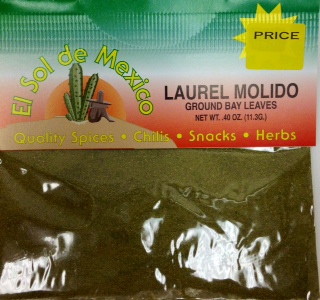 PRICE
El Sol de Mexico
LAUREL MOLIDO
GROUND BAY LEAVES
NET WT. .40 OZ. (11.3G.)
Quality Spices • Chilis • Snacks • Herbs